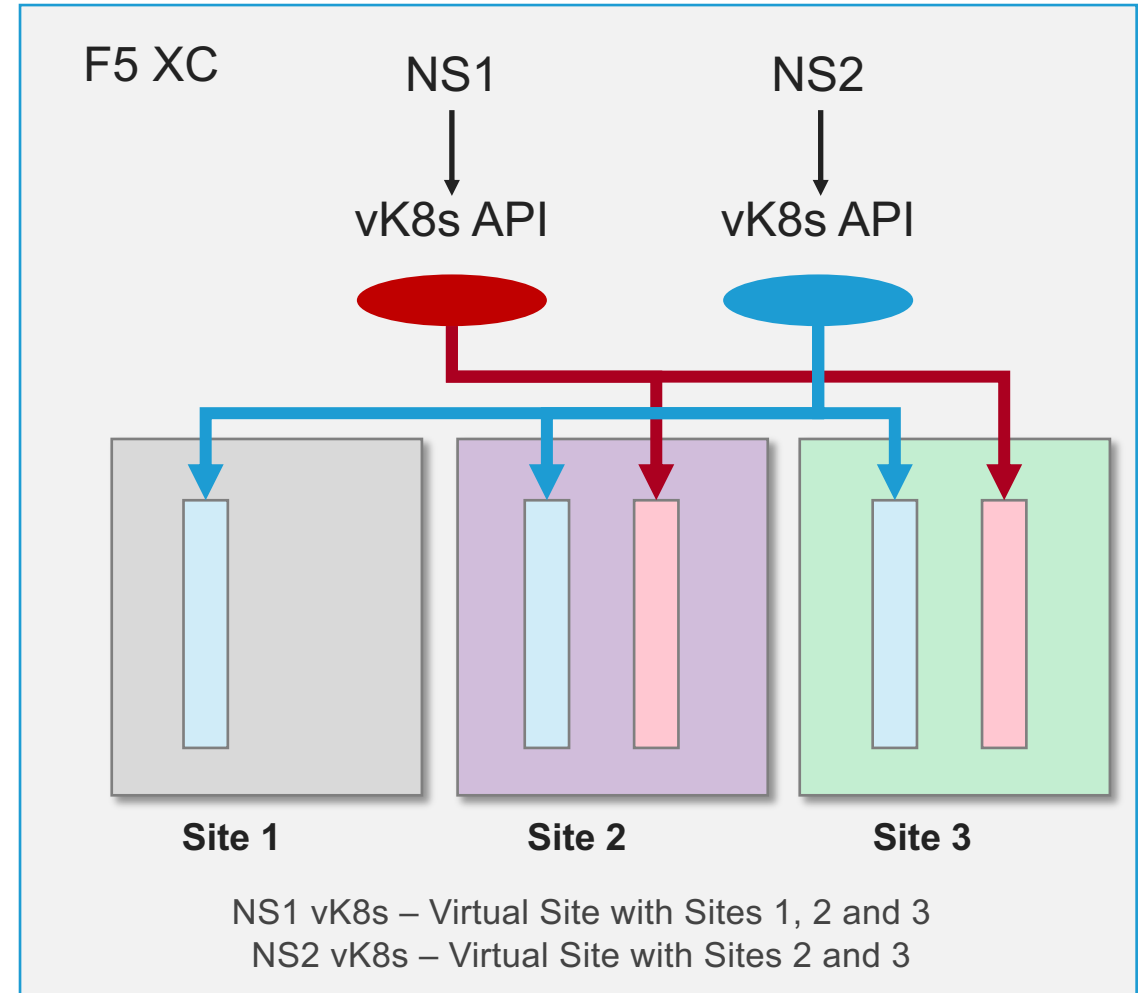 F5 XC
NS1
NS2
vK8s API
vK8s API
Site 1
Site 2
Site 3
NS1 vK8s – Virtual Site with Sites 1, 2 and 3
NS2 vK8s – Virtual Site with Sites 2 and 3